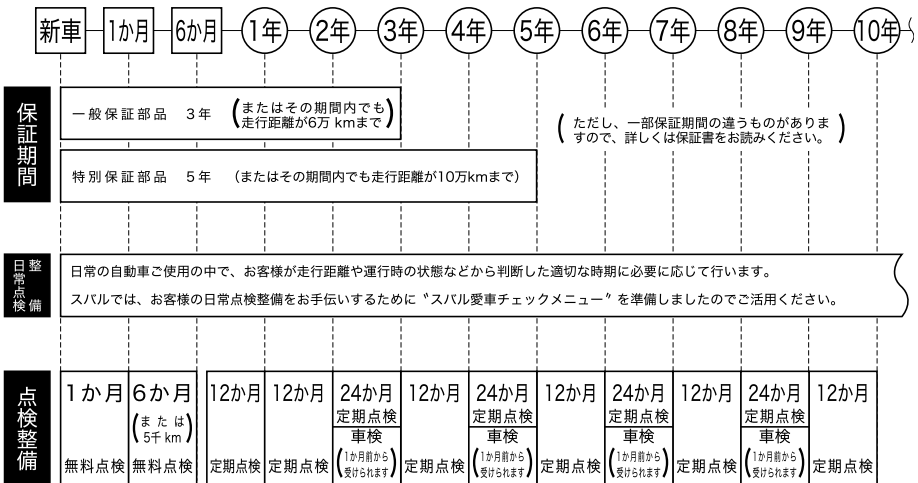 新車 1か月 6か月 1年 2年 3年 4年 5年 6年 7年 8年 9年 10年
保証期間
一般保証部品 3年 (またはその期間内でも
走行距離が6万kmまで)
(ただし、一部保証期間の違うものがありま
すので、詳しくは保証書をお読みください。)
特別保証部品 5年 (またはその期間内でも走行距離が10万kmまで)
日常点検整備
日常の自動車ご使用の中で、お客様が走行距離や運行時の状態などから判断した適切な時期に必要に応じて行います。
スバルでは、お客様の日常点検整備をお手伝いするために〝スバル愛車チェックメニュー〞を準備しましたのでご活用ください。
点検整備
1か月
無料点検
6か月
(または
5千km)
無料点検
12か月
定期点検
12か月
定期点検
24か月
定期点検
車検
(1か月前から
受けられます)
12か月
定期点検
24か月
定期点検
車検
(1か月前から
受けられます)
12か月
定期点検
24か月
定期点検
車検
(1か月前から
受けられます)
12か月
定期点検
24か月
定期点検
車検
(1か月前から
受けられます)
12か月
定期点検